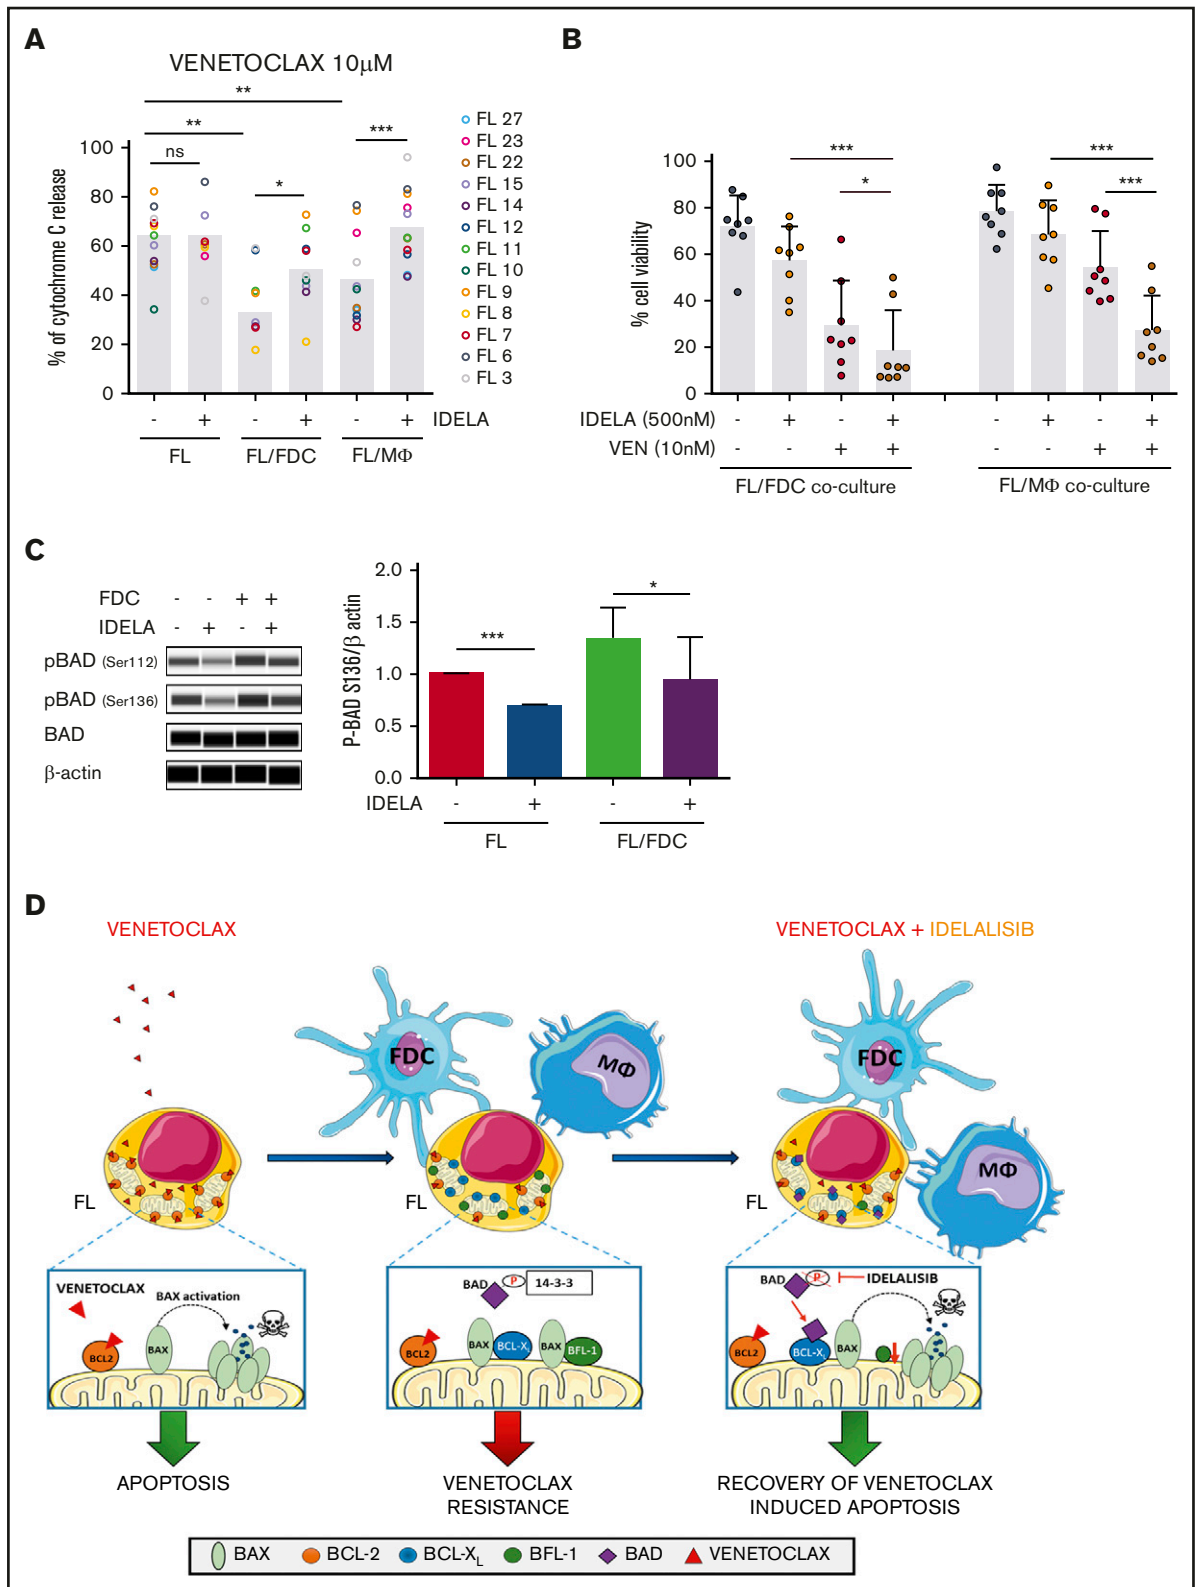 A
VENETOCLAX 10μM
**
**
ns
*
***
% of cytochrome C release
100
80
60
40
20
0
- + - + - + IDELA
FL FL/FDC FL/MΦ
FL 27
FL 23
FL 22
FL 15
FL 14
FL 12
FL 11
FL 10
FL 9
FL 8
FL 7
FL 6
FL 3
B
% cell viability
100
80
60
40
20
0
***
*
***
***
IDELA (500nM) - + - + - + - +
VEN (10nM) - - + + - - + +
FL/FDC co-culture FL/MΦ co-culture
C
FDC - - + +
IDELA - + - +
pBAD (Ser112)
pBAD (Ser136)
BAD
β-actin
P-BAD S136/β actin
2.0
1.5
1.0
0.5
0.0
***
*
IDELA - + - +
FL FL/FDC
D
VENETOCLAX
VENETOCLAX + IDELALISIB
FDC
MΦ
FDC
MΦ
FL
FL
FL
VENETOCLAX
BAX activation
BCL2
BAX
BAD
P
14-3-3
BCL2
BAX
BCL-XL
BAX
BFL-1
BAD
P
IDELALISIB
BCL2
BCL-XL
BAX
APOPTOSIS
VENETOCLAX
RESISTANCE
RECOVERY OF VENETOCLAX
INDUCED APOPTOSIS
BAX BCL-2 BCL-XL BFL-1 BAD VENETOCLAX